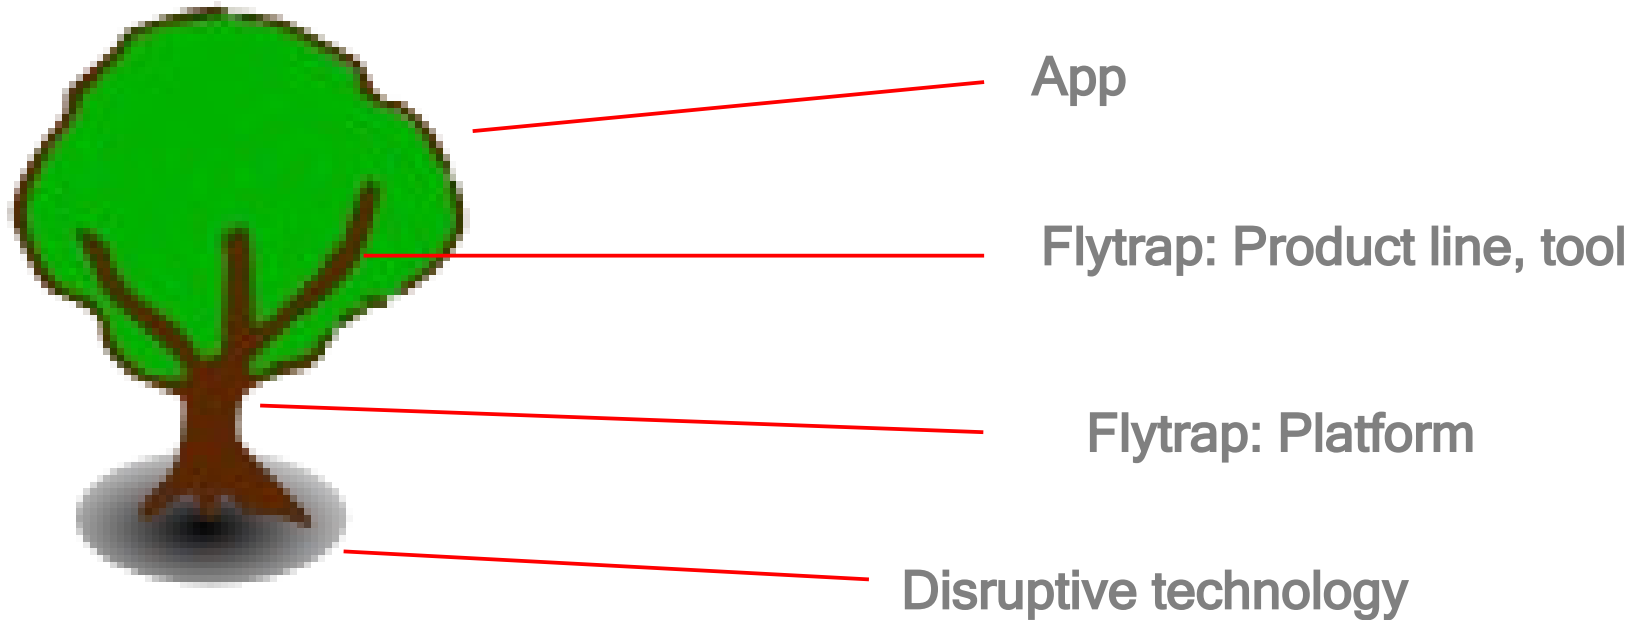 App
Flytrap: Product line, tool
Flytrap: Platform
Disruptive technology